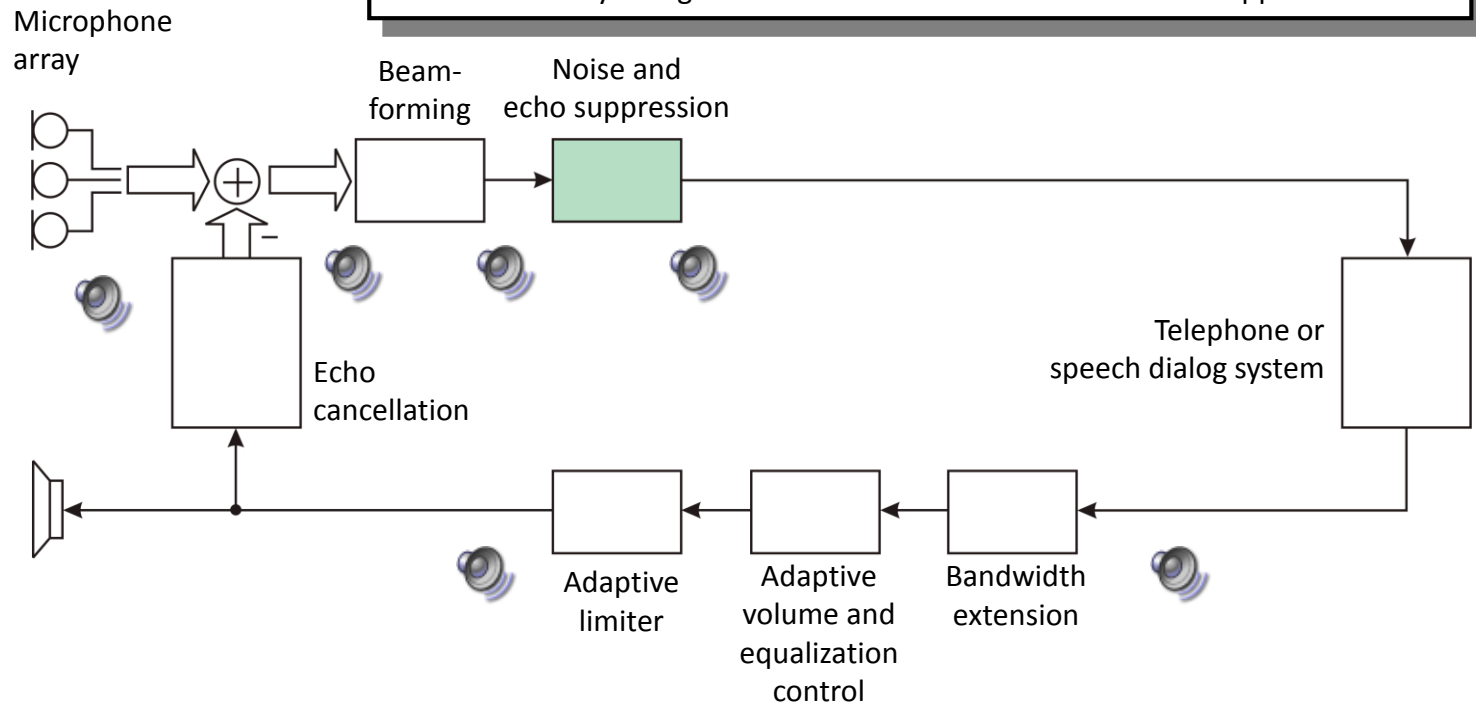 Microphone
array
Beam-
forming
Noise and
echo suppression
+
–
Echo
cancellation
Telephone or
speech dialog system
Adaptive
limiter
Adaptive
volume and
equalization
control
Bandwidth
extension